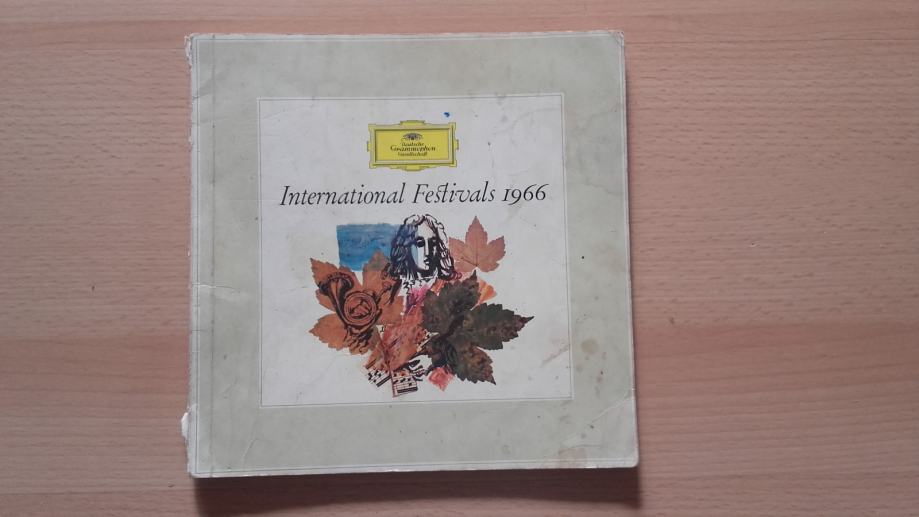 Deutsche
Grammophon
Gesellschaft
International Festivals 1966